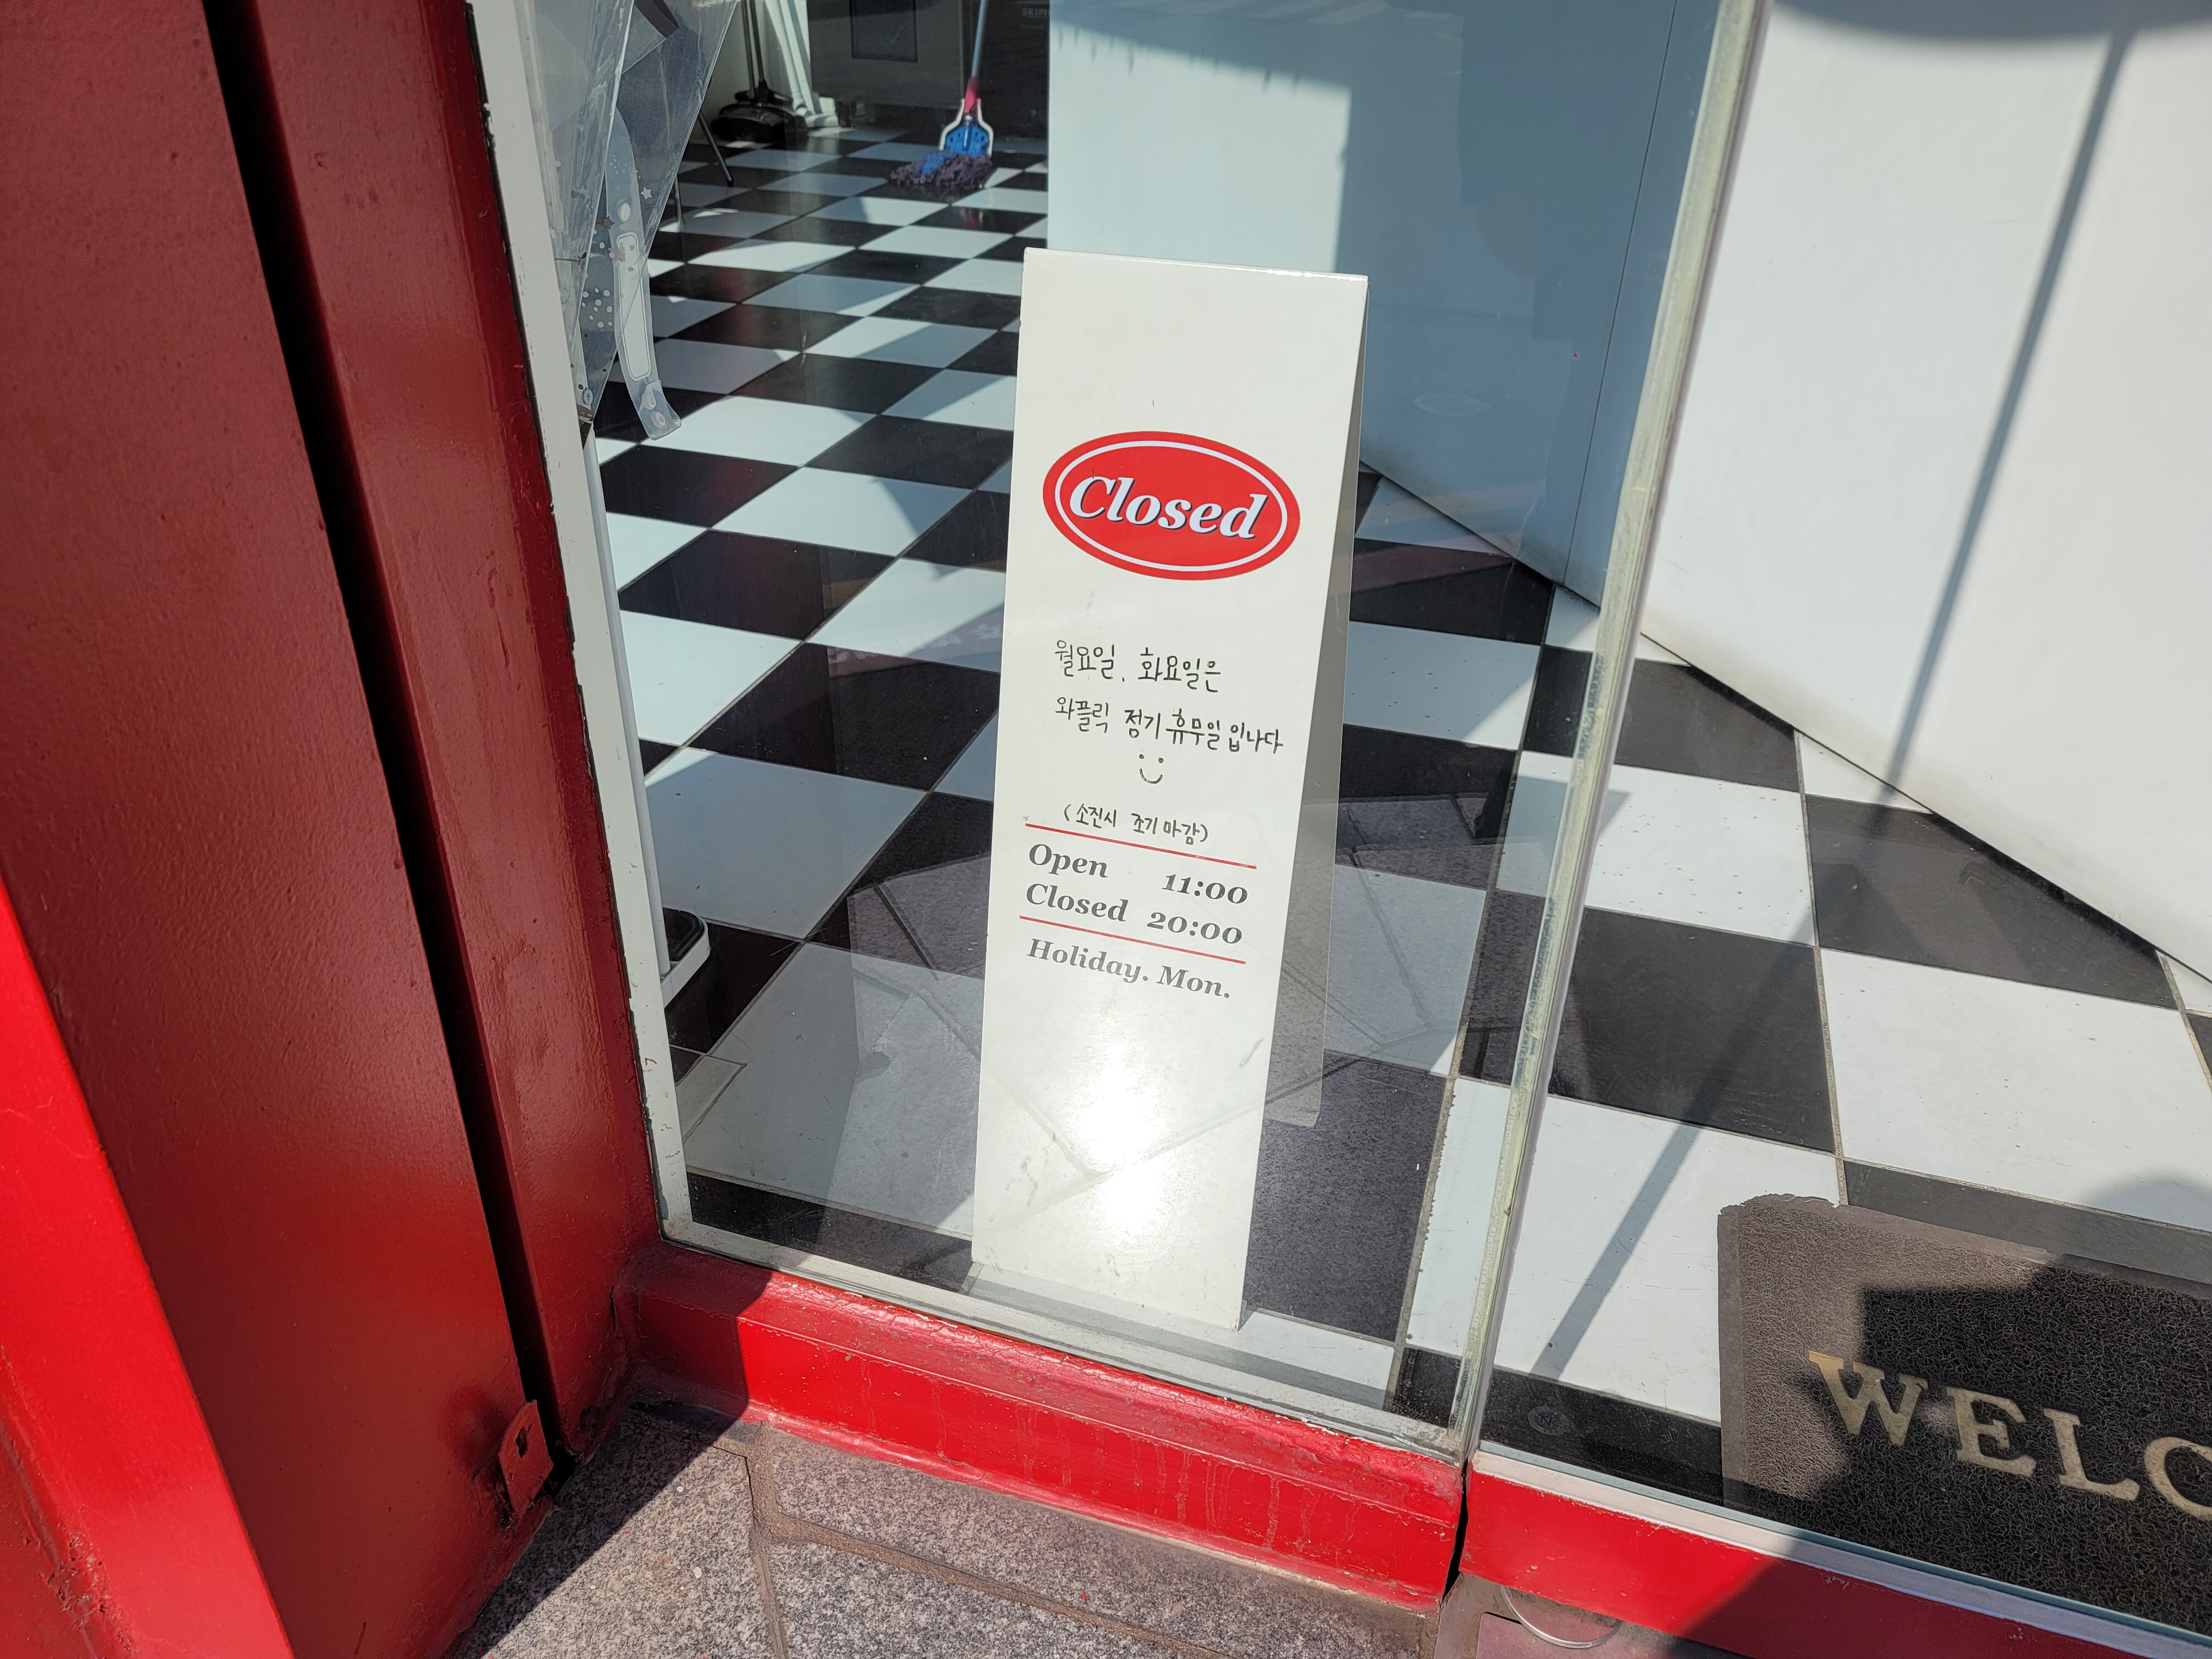 Closed
월요일, 화요일은
와플릭 정기 휴무일 입니다
(소진시 조기 마감)
Open 11:00
Closed 20:00
Holiday. Mon.
WELC